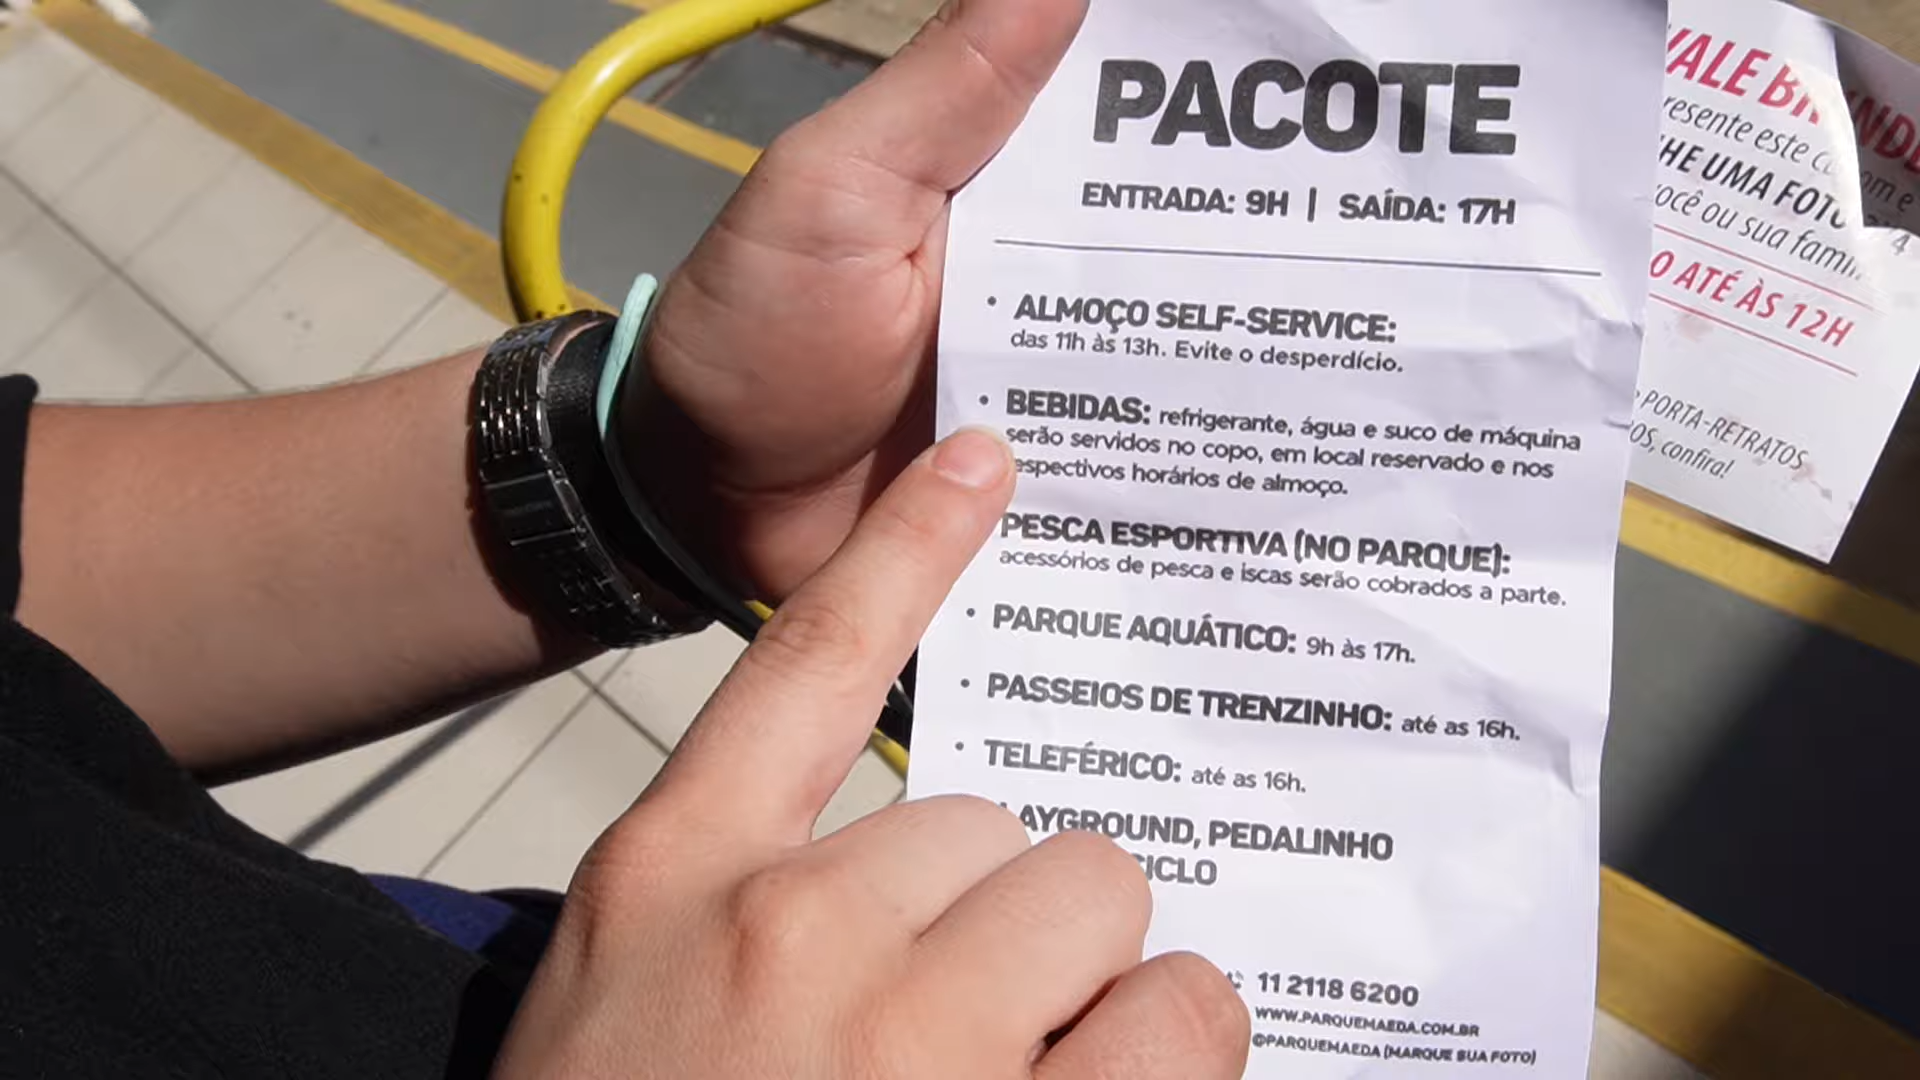 PACOTE
ENTRADA: 9H | SAÍDA: 17H
• ALMOÇO SELF-SERVICE:
das 11h às 13h. Evite o desperdício.
• BEBIDAS: refrigerante, água e suco de máquina
serão servidos no copo, em local reservado e nos
espectivos horários de almoço.
PESCA ESPORTIVA (NO PARQUE):
acessórios de pesca e iscas serão cobrados a parte.
• PARQUE AQUÁTICO: 9h às 17h.
• PASSEIOS DE TRENZINHO: até as 16h.
• TELEFÉRICO: até as 16h.
LAYGROUND, PEDALINHO
CICLO
11 2118 6200
WWW.PARQUEMAEDA.COM.BR
@PARQUEMAEDA (MARQUE SUA FOTO)
VALE
resente este
HE UMA FOTO
ocê ou sua
O ATÉ ÀS 12H
PORTA-RETRATOS
OS, confira!